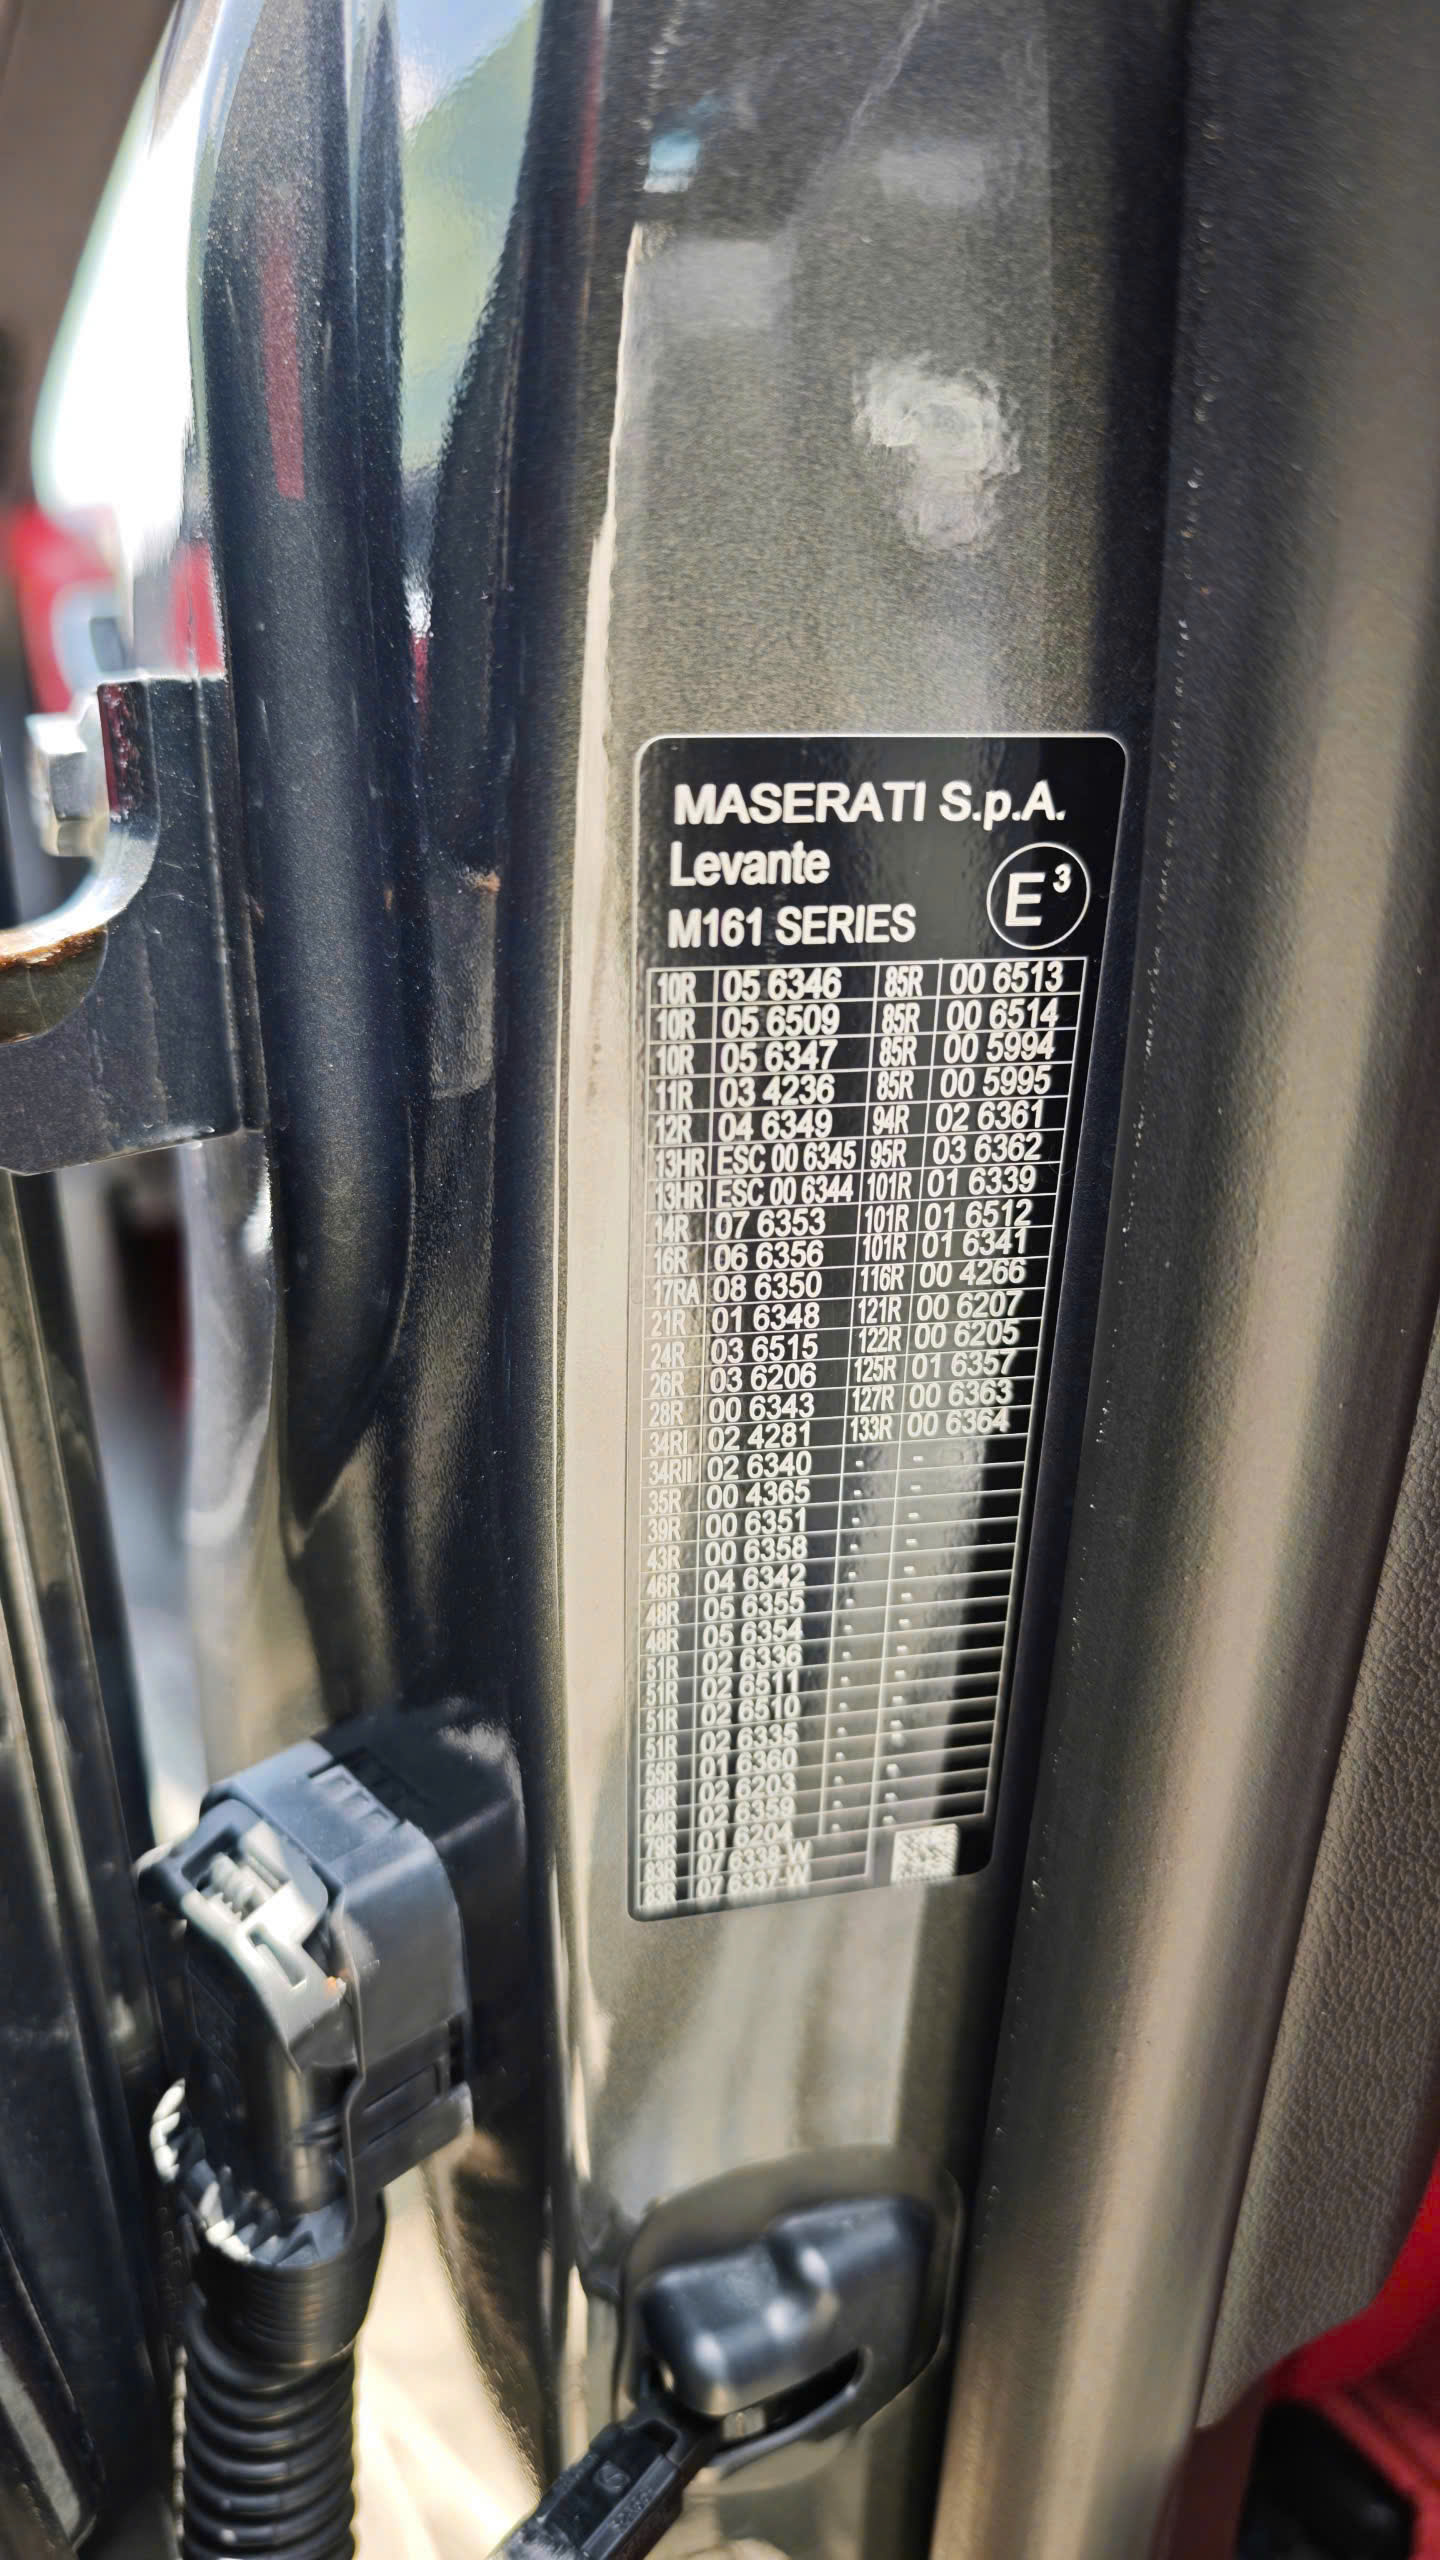 MASERATI S.p.A.
Levante
M161 SERIES
E3
10R 05 6346 85R 00 6513
10R 05 6509 85R 00 6514
10R 05 6347 85R 00 5994
11R 03 4236 85R 00 5995
12R 04 6349 94R 02 6361
13HR ESC 00 6345 95R 03 6362
13HR ESC 00 6344 101R 01 6339
14R 07 6353 101R 01 6512
16R 06 6356 101R 01 6341
17RA 08 6350 116R 00 4266
21R 01 6348 121R 00 6207
24R 03 6515 122R 00 6205
26R 03 6206 125R 01 6357
28R 00 6343 127R 00 6363
34RI 02 4281 133R 00 6364
34RII 02 6340 - -
35R 00 4365 - -
39R 00 6351 - -
43R 00 6358 - -
46R 04 6342 - -
48R 05 6355 - -
48R 05 6354 - -
51R 02 6336 - -
51R 02 6511 - -
51R 02 6510 - -
51R 02 6335 - -
55R 01 6360 - -
58R 02 6203 - -
64R 02 6359 - -
79R 01 6204
83R 07 6338-W
83R 07 6337-W